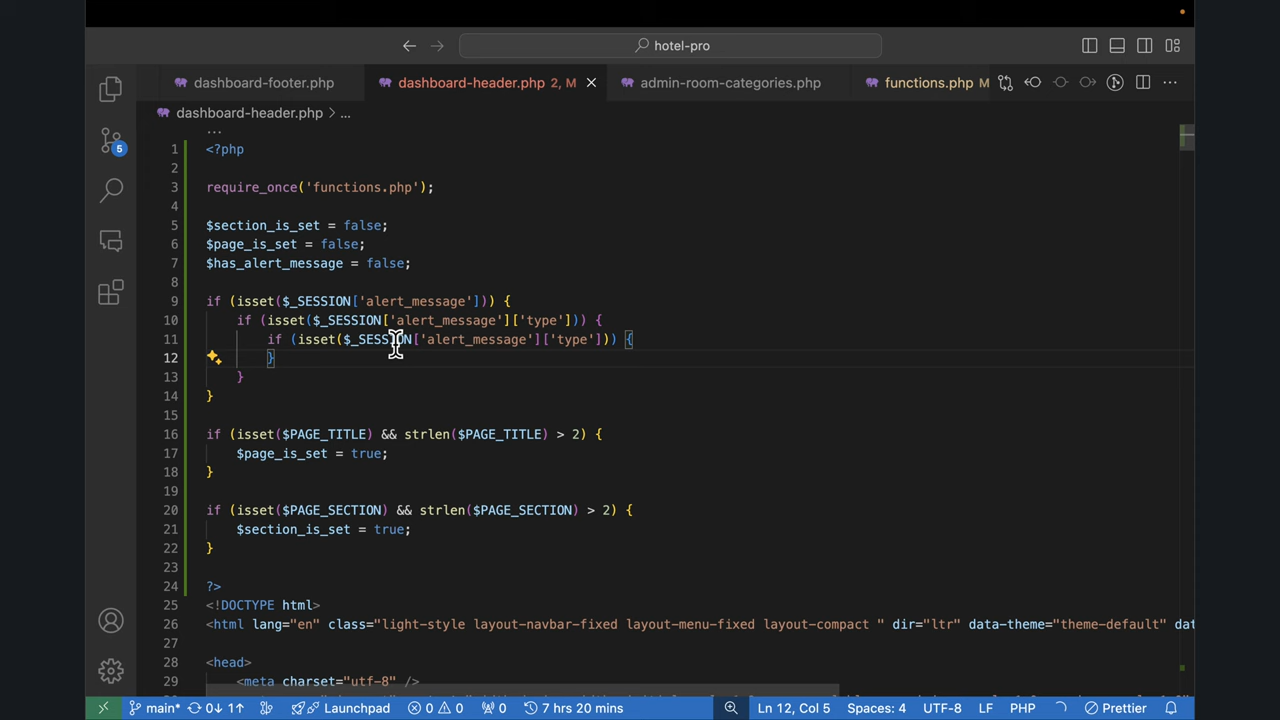 hotel-pro
dashboard-footer.php
dashboard-header.php 2, M
admin-room-categories.php
functions.php M
dashboard-header.php > ...
5
...
1 <?php
2
3 require_once('functions.php');
4
5 $section_is_set = false;
6 $page_is_set = false;
7 $has_alert_message = false;
8
9 if (isset($_SESSION['alert_message'])) {
10 if (isset($_SESSION['alert_message']['type'])) {
11 if (isset($_SESSION['alert_message']['type'])) {
12 }
13 }
14 }
15
16 if (isset($PAGE_TITLE) && strlen($PAGE_TITLE) > 2) {
17 $page_is_set = true;
18 }
19
20 if (isset($PAGE_SECTION) && strlen($PAGE_SECTION) > 2) {
21 $section_is_set = true;
22 }
23
24 ?>
25 <!DOCTYPE html>
26 <html lang="en" class="light-style layout-navbar-fixed layout-menu-fixed layout-compact " dir="ltr" data-theme="theme-default" dat
27
28 <head>
29 <meta charset="utf-8" />
main* 0↓ 1↑ Launchpad 0 0 0 7 hrs 20 mins Ln 12, Col 5 Spaces: 4 UTF-8 LF PHP Prettier